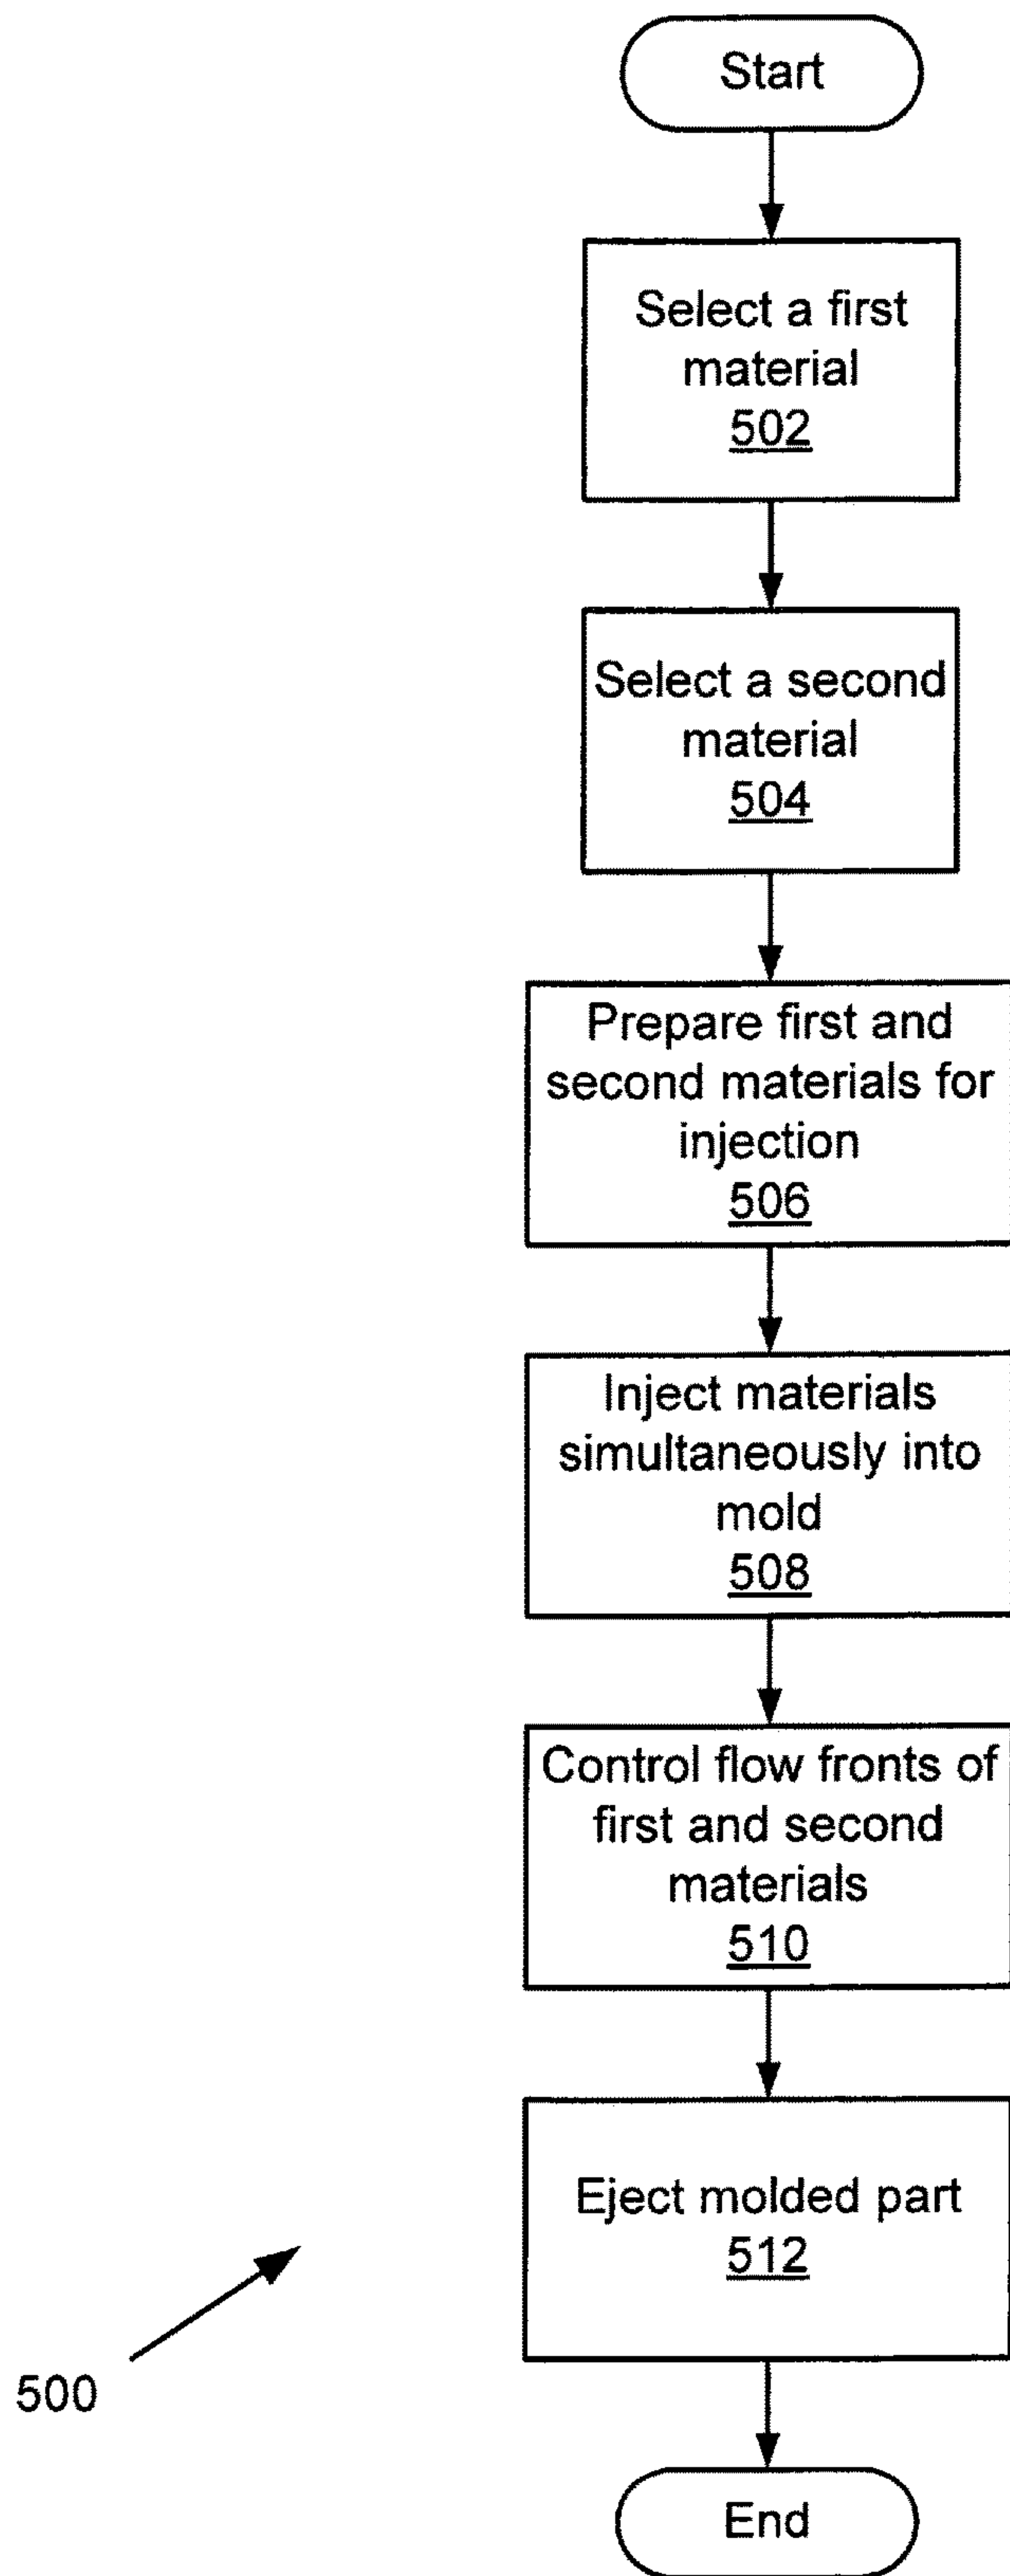 Start
Select a first
material
502
Select a second
material
504
Prepare first and
second materials for
injection
506
Inject materials
simultaneously into
mold
508
Control flow fronts of
first and second
materials
510
Eject molded part
512
500
End